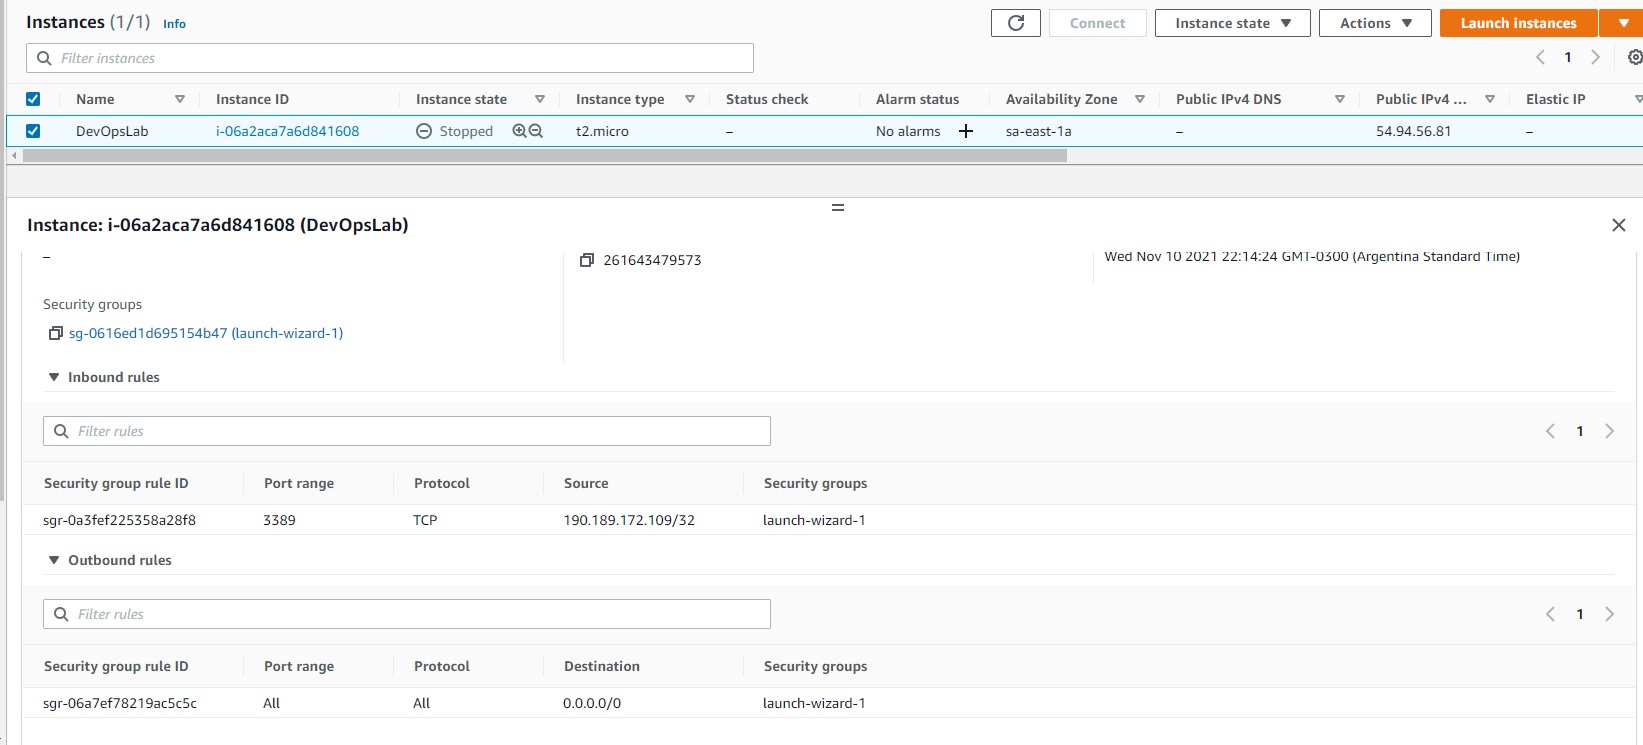 Instances (1/1) Info Connect Instance state Actions Launch instances
Filter instances 1
Name Instance ID Instance state Instance type Status check Alarm status Availability Zone Public IPv4 DNS Public IPv4 ... Elastic IP
DevOpsLab i-06a2aca7a6d841608 Stopped t2.micro – No alarms + sa-east-1a – 54.94.56.81 –
Instance: i-06a2aca7a6d841608 (DevOpsLab)
– 261643479573 Wed Nov 10 2021 22:14:24 GMT-0300 (Argentina Standard Time)
Security groups
sg-0616ed1d695154b47 (launch-wizard-1)
Inbound rules
Filter rules 1
Security group rule ID Port range Protocol Source Security groups
sgr-0a3fef225358a28f8 3389 TCP 190.189.172.109/32 launch-wizard-1
Outbound rules
Filter rules 1
Security group rule ID Port range Protocol Destination Security groups
sgr-06a7ef78219ac5c5c All All 0.0.0.0/0 launch-wizard-1